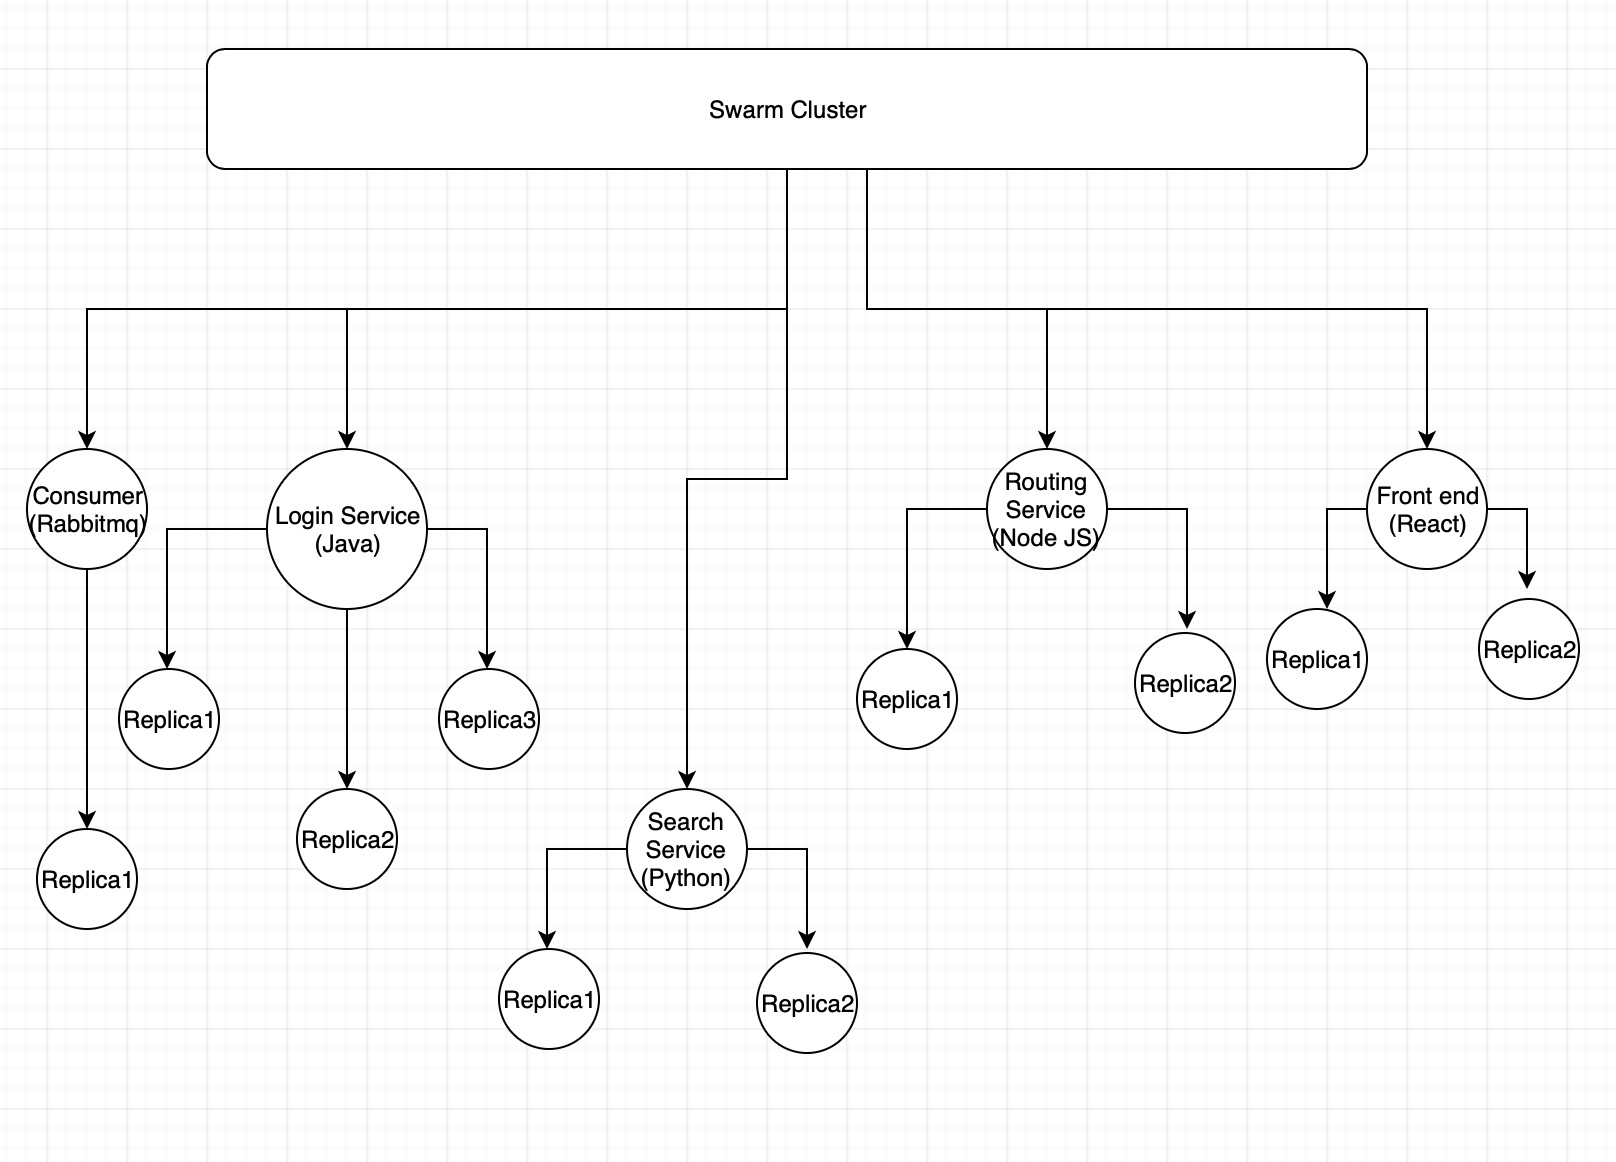 Swarm Cluster
Consumer
(Rabbitmq)
Login Service
(Java)
Routing
Service
(Node JS)
Front end
(React)
Replica1
Replica2
Replica3
Replica1
Search
Service
(Python)
Replica1
Replica2
Replica1
Replica2
Replica1
Replica2